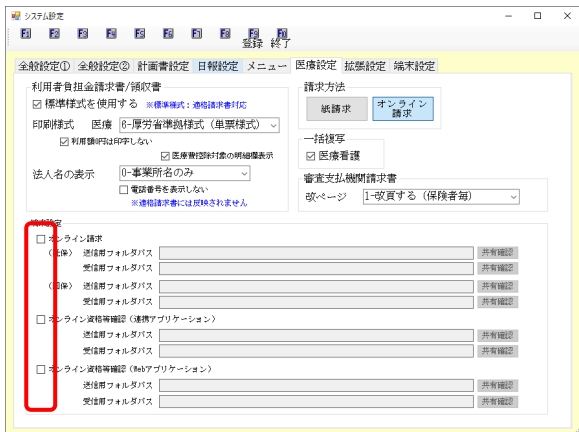 システム設定
F1 F2 F3 F4 F5 F6 F7 F8 F9 F10
登録 終了
全般設定① 全般設定② 計画書設定 日報設定 メニュー 医療設定 拡張設定 端末設定
利用者負担金請求書/領収書
標準様式を使用する ※標準様式：適格請求書対応
印刷様式 医療 6-厚労省準拠様式（単票様式）
利用額0円は印字しない
医療費控除対象の明細欄表示
法人名の表示 0-事業所名のみ
電話番号を表示しない
※適格請求書には反映されません
請求方法
紙請求 オンライン
請求
一括複写
医療看護
審査支払機関請求書
改ページ 1-改頁する（保険者毎）
端末設定
オンライン請求
（社保） 送信用フォルダパス 共有確認
受信用フォルダパス 共有確認
（国保） 送信用フォルダパス 共有確認
受信用フォルダパス 共有確認
オンライン資格等確認（連携アプリケーション）
送信用フォルダパス 共有確認
受信用フォルダパス 共有確認
オンライン資格等確認（Webアプリケーション）
送信用フォルダパス 共有確認
受信用フォルダパス 共有確認